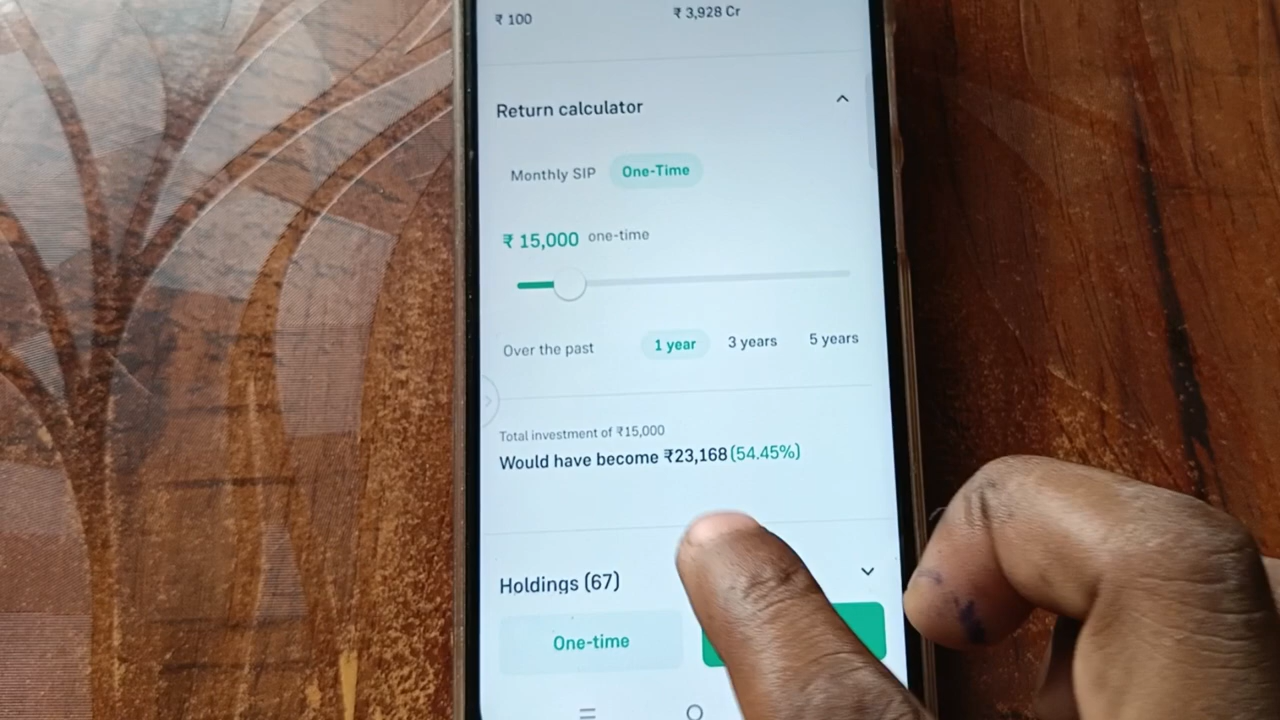 ₹ 100 ₹ 3,928 Cr
Return calculator
Monthly SIP One-Time
₹ 15,000 one-time
Over the past 1 year 3 years 5 years
Total investment of ₹15,000
Would have become ₹23,168 (54.45%)
Holdings (67)
One-time